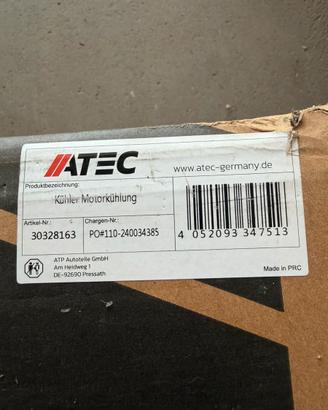 ATEC
www.atec-germany.de
Produktbezeichnung:
Kühler Motorkühlung
Artikel-Nr.: Chargen-Nr.:
30328163 PO#110-240034385
4 052093 347513
ATP Autoteile GmbH
Am Heidweg 1
DE-92690 Pressath
Made in PRC